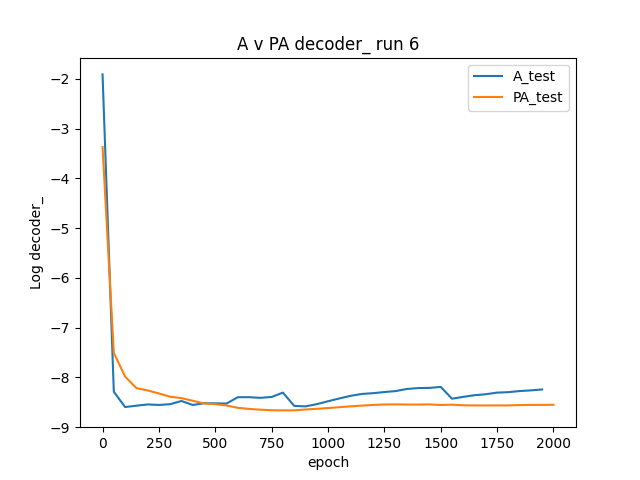 A v PA decoder_ run 6
A_test
PA_test
Log decoder_
−2
−3
−4
−5
−6
−7
−8
−9
0 250 500 750 1000 1250 1500 1750 2000
epoch